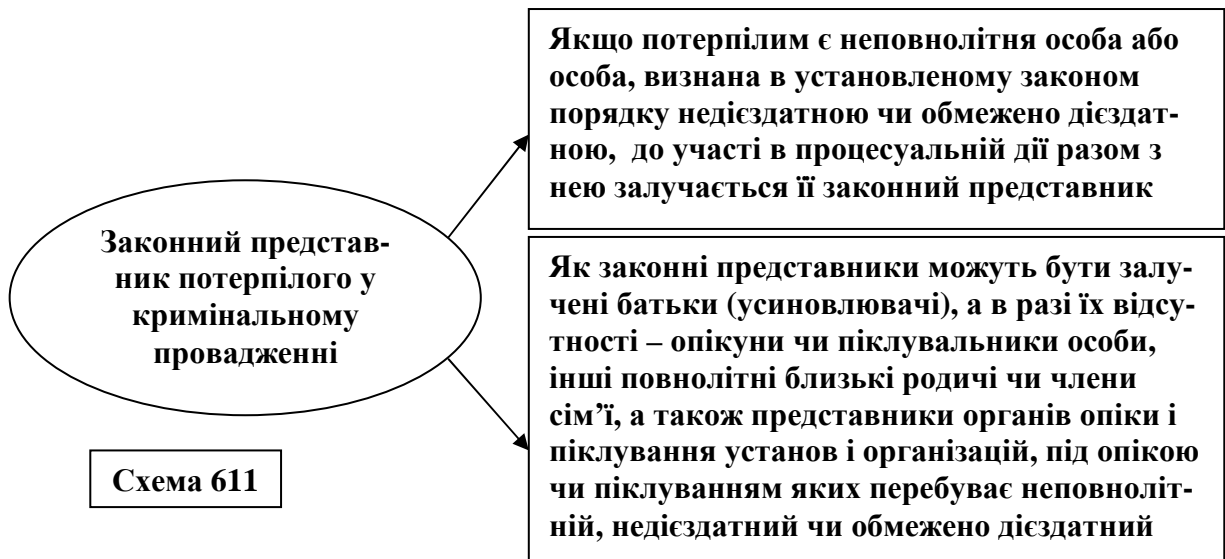 Якщо потерпілим є неповнолітня особа або
особа, визнана в установленому законом
порядку недієздатною чи обмежено дієздат-
ною, до участі в процесуальній дії разом з
нею залучається її законний представник
Законний представ-
ник потерпілого у
кримінальному
провадженні
Як законні представники можуть бути залу-
чені батьки (усиновлювачі), а в разі їх відсу-
тності – опікуни чи піклувальники особи,
інші повнолітні близькі родичі чи члени
сім’ї, а також представники органів опіки і
піклування установ і організацій, під опікою
чи піклуванням яких перебуває неповноліт-
ній, недієздатний чи обмежено дієздатний
Схема 611